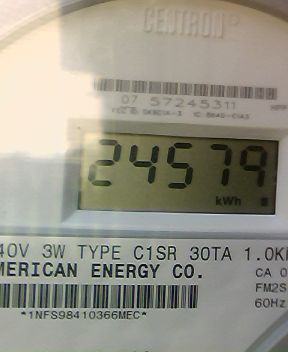 CENTRON®
07 57245311
24579
kWh
40V 3W TYPE C1SR 30TA 1.0K
MERICAN ENERGY CO.
CA 0
FM2S
*1NFS98410366MEC*
60Hz